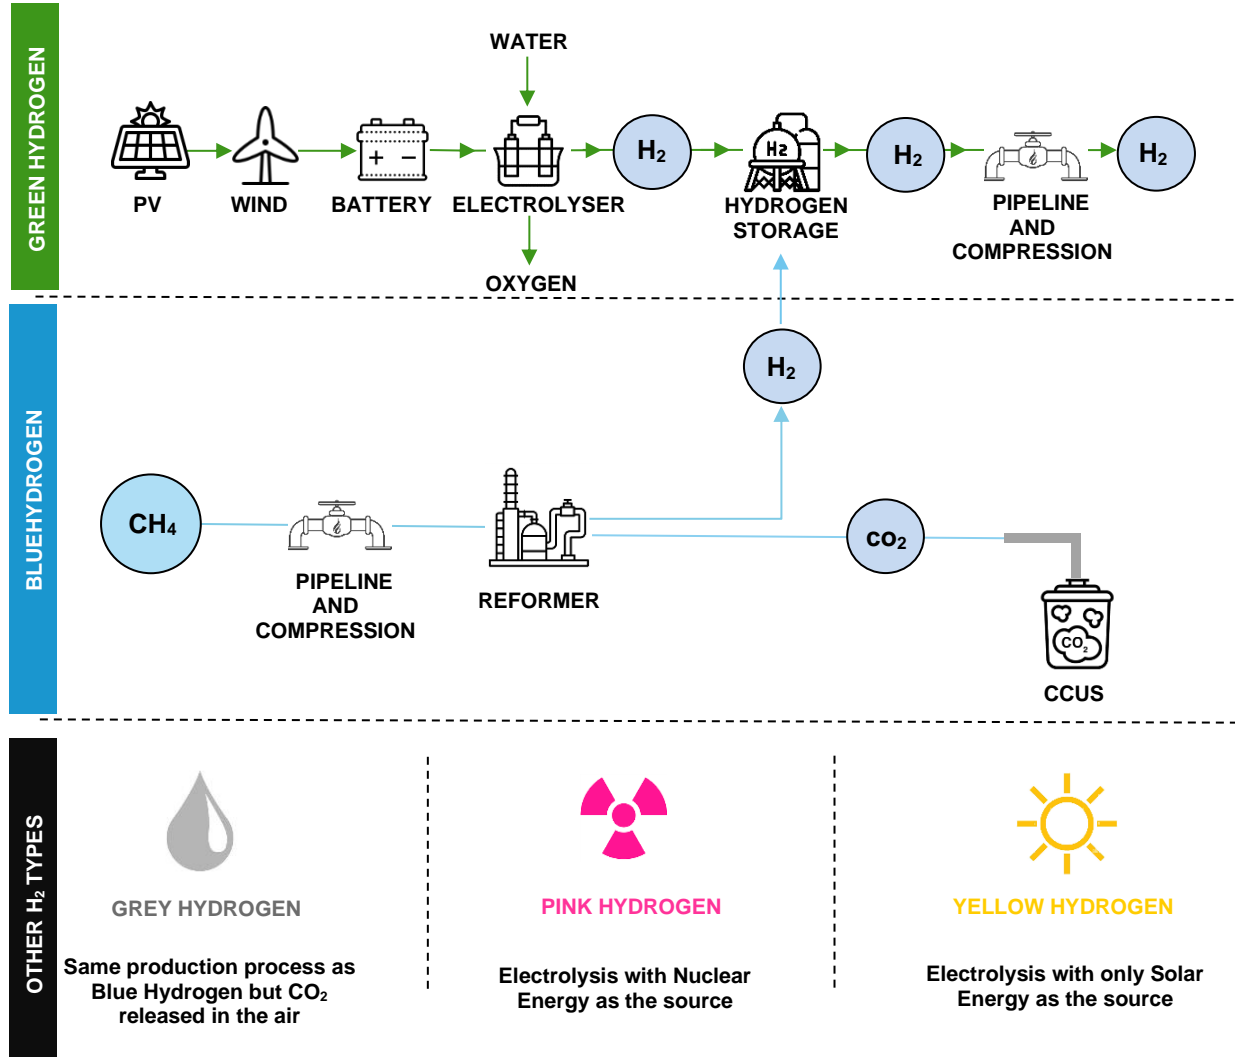 GREEN HYDROGEN
WATER
PV
WIND
BATTERY
ELECTROLYSER
OXYGEN
H₂
H2
HYDROGEN
STORAGE
H₂
PIPELINE
AND
COMPRESSION
H₂
BLUEHYDROGEN
H₂
CH₄
PIPELINE
AND
COMPRESSION
REFORMER
CO₂
CO₂
CCUS
OTHER H₂ TYPES
GREY HYDROGEN
Same production process as
Blue Hydrogen but CO₂
released in the air
PINK HYDROGEN
Electrolysis with Nuclear
Energy as the source
YELLOW HYDROGEN
Electrolysis with only Solar
Energy as the source